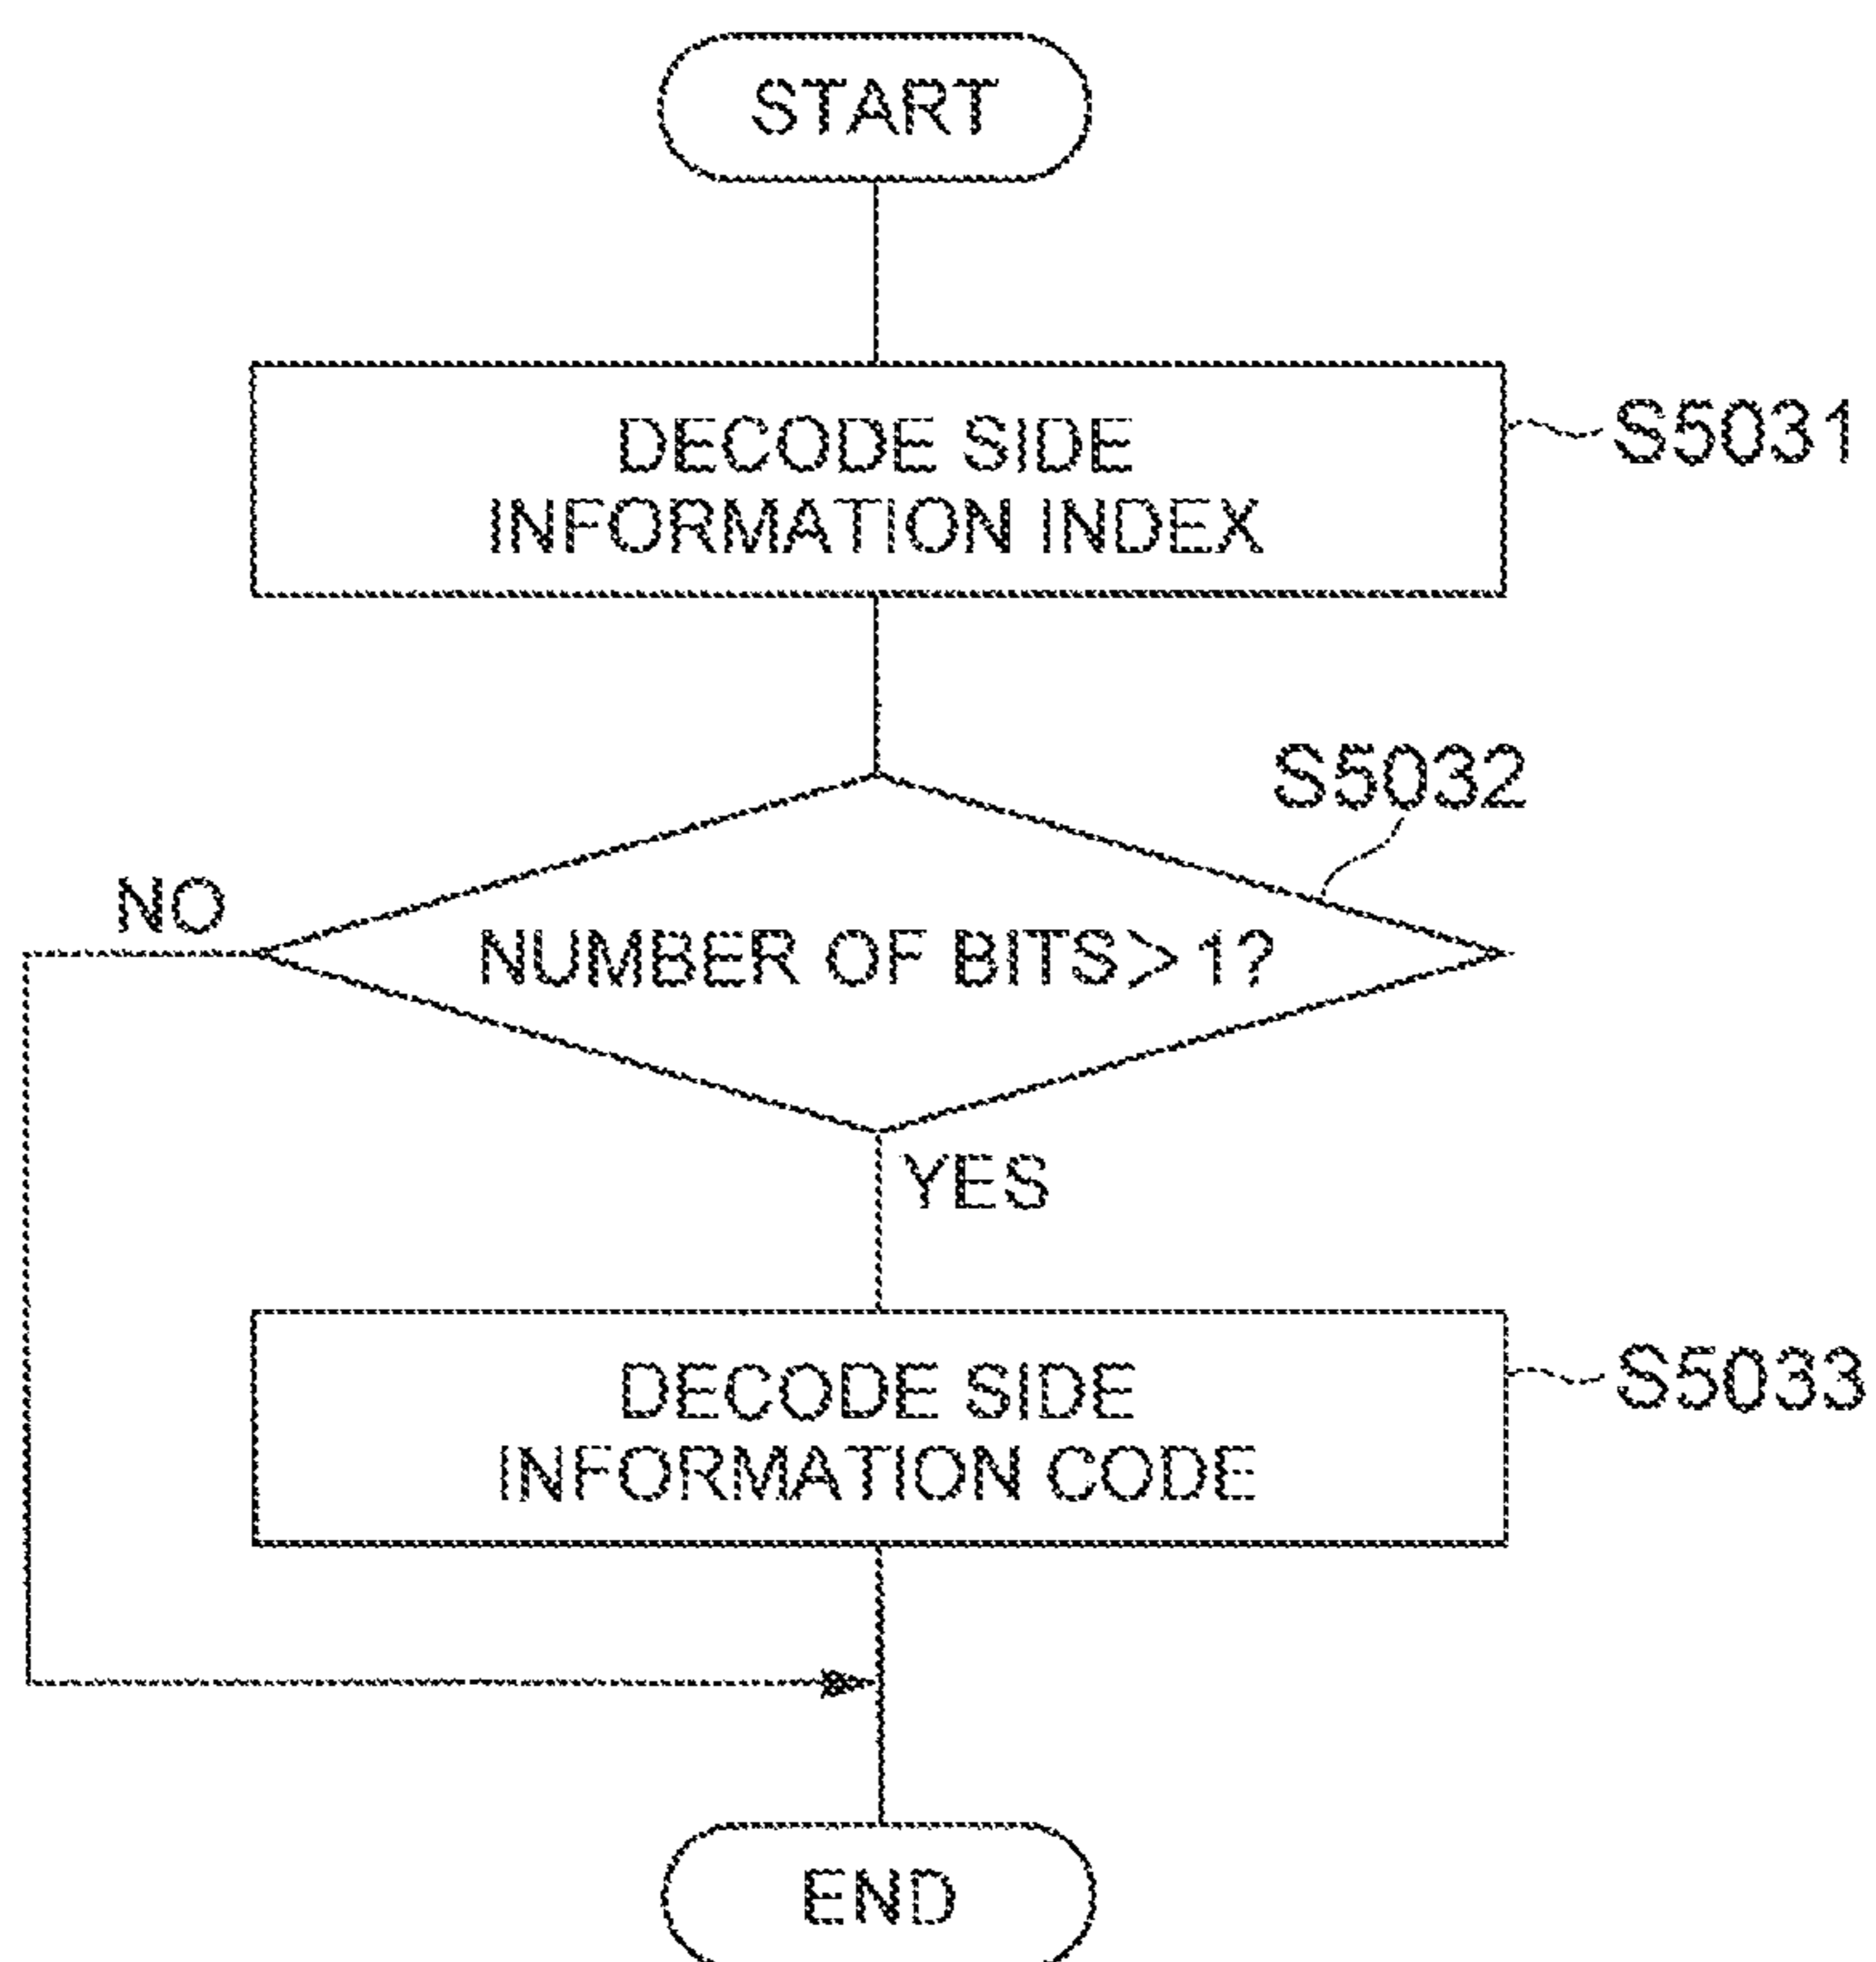 START
DECODE SIDE
INFORMATION INDEX
S5031
S5032
NO
NUMBER OF BITS>1?
YES
DECODE SIDE
INFORMATION CODE
S5033
END